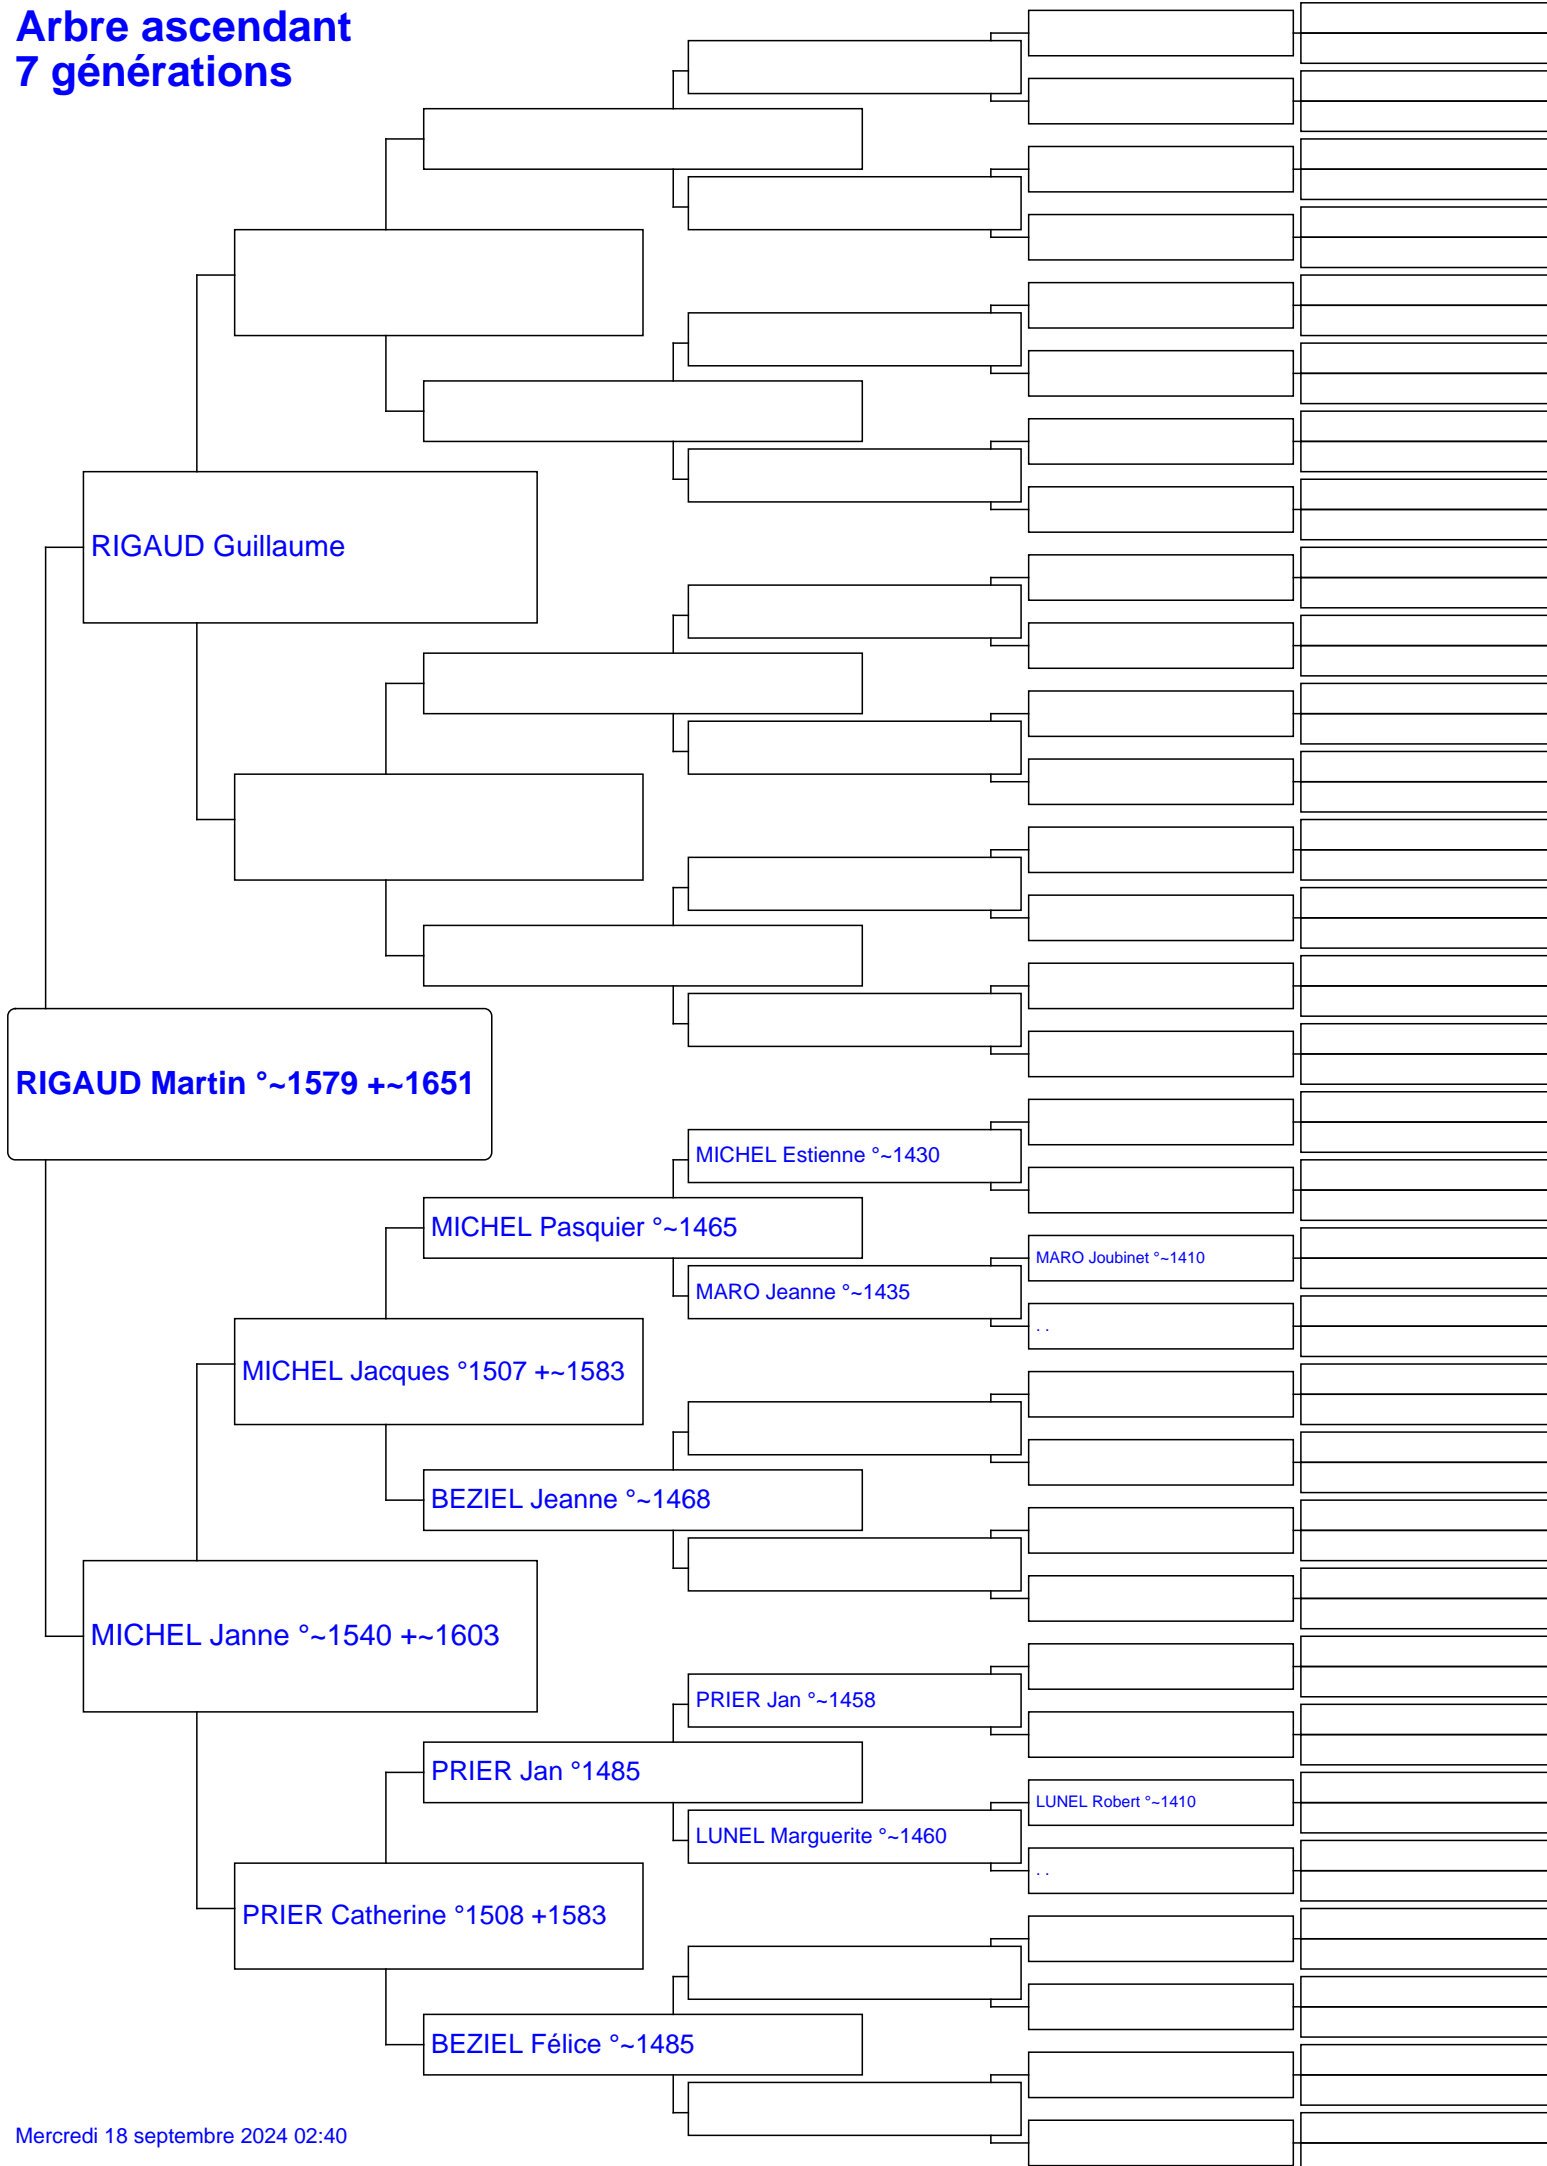 Arbre ascendant
7 générations
RIGAUD Guillaume
RIGAUD Martin °~1579 +~1651
MICHEL Estienne °~1430
MICHEL Pasquier °~1465
MARO Joubinet °~1410
MARO Jeanne °~1435
. .
MICHEL Jacques °1507 +~1583
BEZIEL Jeanne °~1468
MICHEL Janne °~1540 +~1603
PRIER Jan °~1458
PRIER Jan °1485
LUNEL Robert °~1410
LUNEL Marguerite °~1460
. .
PRIER Catherine °1508 +1583
BEZIEL Félice °~1485
Mercredi 18 septembre 2024 02:40